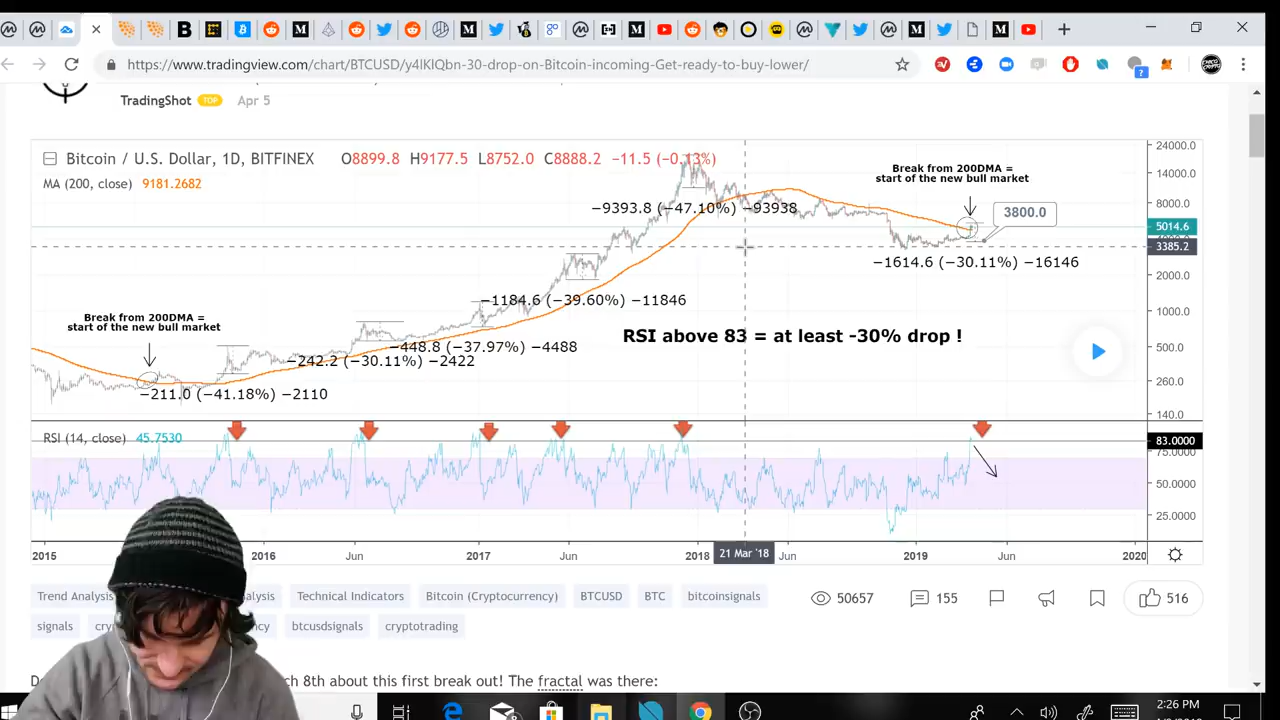 https://www.tradingview.com/chart/BTCUSD/y4lKIQbn-30-drop-on-Bitcoin-incoming-Get-ready-to-buy-lower/
TradingShot TOP Apr 5
Bitcoin / U.S. Dollar, 1D, BITFINEX O8899.8 H9177.5 L8752.0 C8888.2 −11.5 (−0.13%)
MA (200, close) 9181.2682
24000.0
14000.0
8000.0
5014.6
3385.2
2000.0
1000.0
500.0
260.0
140.0
Break from 200DMA =
start of the new bull market
3800.0
−9393.8 (−47.10%) −93938
−1614.6 (−30.11%) −16146
−1184.6 (−39.60%) −11846
Break from 200DMA =
start of the new bull market
RSI above 83 = at least -30% drop !
−448.8 (−37.97%) −4488
−242.2 (−30.11%) −2422
−211.0 (−41.18%) −2110
RSI (14, close) 45.7530
83.0000
75.0000
50.0000
25.0000
2015 2016 Jun 2017 Jun 2018 21 Mar '18 Jun 2019 Jun 2020
Trend Analysis Technical Indicators Bitcoin (Cryptocurrency) BTCUSD BTC bitcoinsignals
50657 155 516
signals btcusdsignals cryptotrading
ch 8th about this first break out! The fractal was there:
2:26 PM